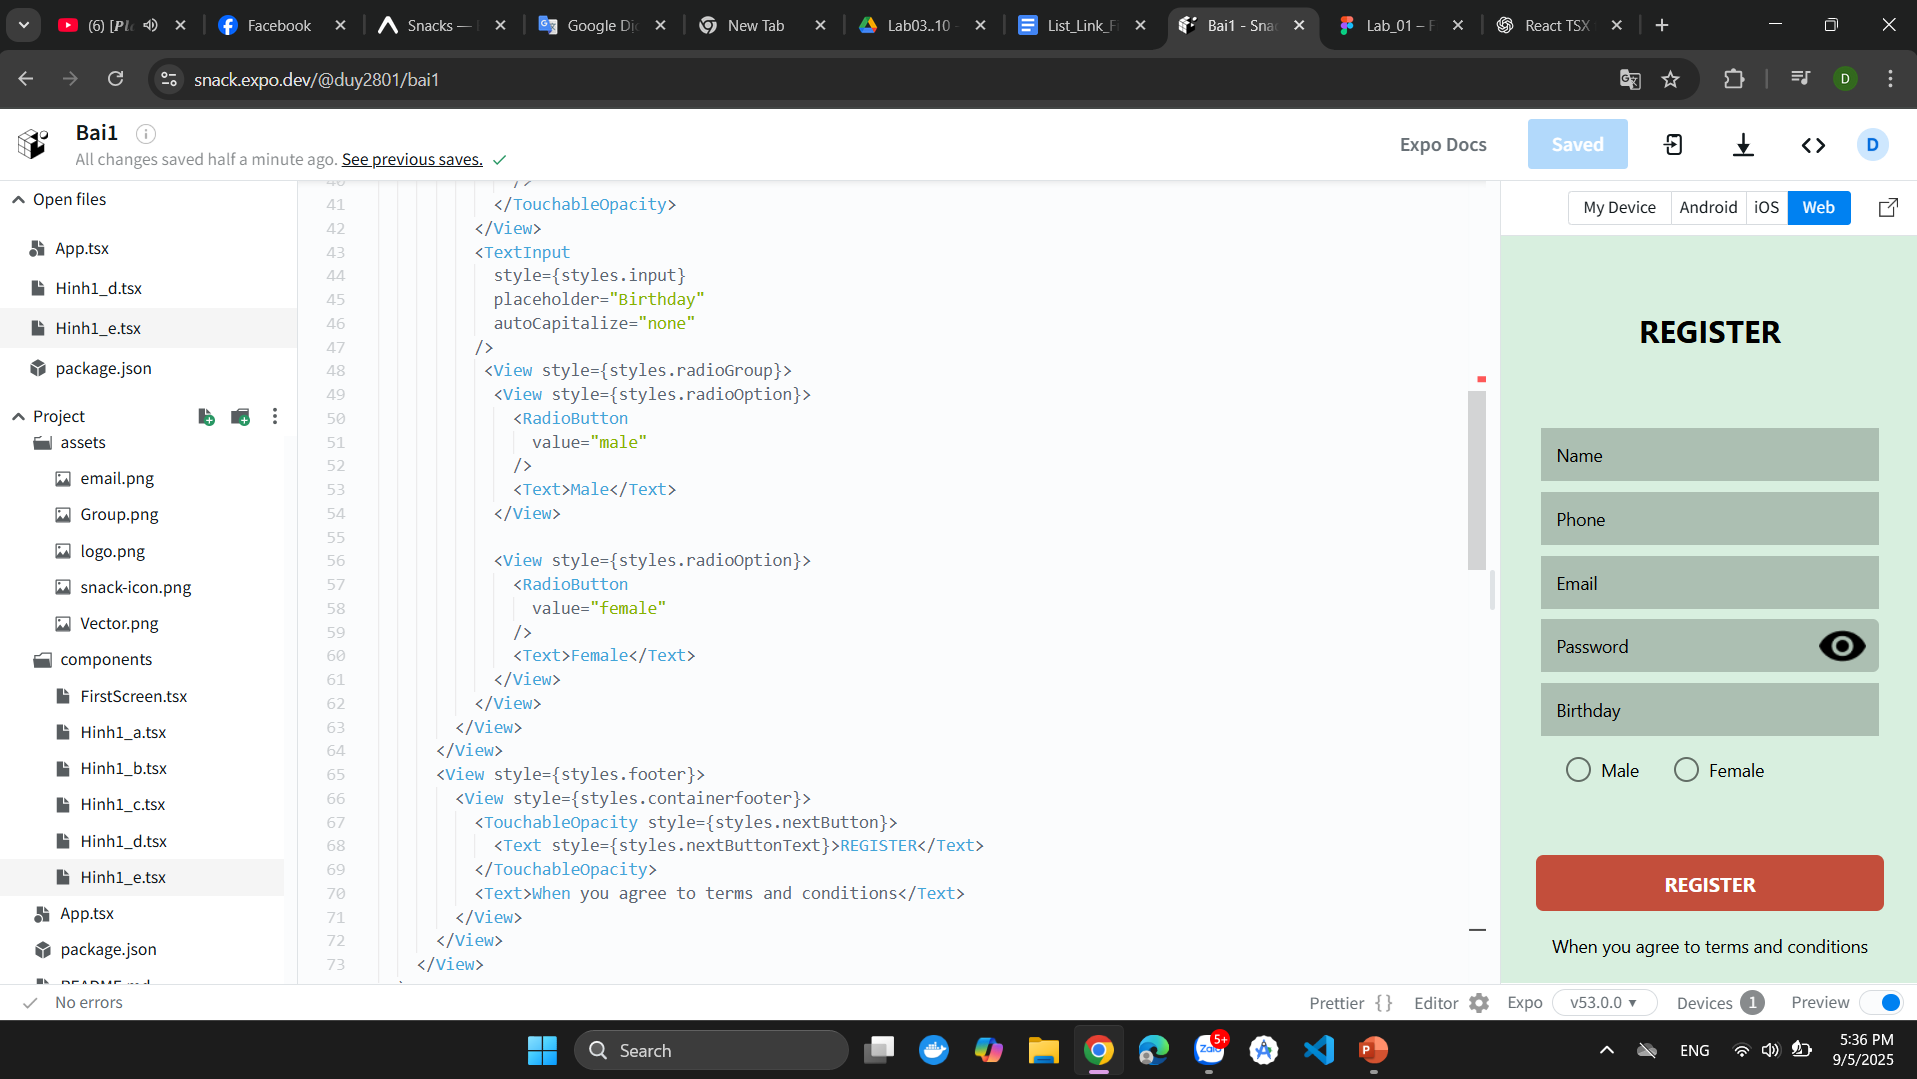 (6) [Pl
Facebook
Snacks —
Google Dị
New Tab
Lab03..10 -
List_Link_F
Bai1 - Snac
Lab_01 – F
React TSX
snack.expo.dev/@duy2801/bai1
D
Bai1
All changes saved half a minute ago. See previous saves.
Expo Docs
Saved
D
Open files
App.tsx
Hinh1_d.tsx
Hinh1_e.tsx
package.json
Project
assets
email.png
Group.png
logo.png
snack-icon.png
Vector.png
components
FirstScreen.tsx
Hinh1_a.tsx
Hinh1_b.tsx
Hinh1_c.tsx
Hinh1_d.tsx
Hinh1_e.tsx
App.tsx
package.json
README.md
40 />
41 </TouchableOpacity>
42 </View>
43 <TextInput
44 style={styles.input}
45 placeholder="Birthday"
46 autoCapitalize="none"
47 />
48 <View style={styles.radioGroup}>
49 <View style={styles.radioOption}>
50 <RadioButton
51 value="male"
52 />
53 <Text>Male</Text>
54 </View>
55
56 <View style={styles.radioOption}>
57 <RadioButton
58 value="female"
59 />
60 <Text>Female</Text>
61 </View>
62 </View>
63 </View>
64 </View>
65 <View style={styles.footer}>
66 <View style={styles.containerfooter}>
67 <TouchableOpacity style={styles.nextButton}>
68 <Text style={styles.nextButtonText}>REGISTER</Text>
69 </TouchableOpacity>
70 <Text>When you agree to terms and conditions</Text>
71 </View>
72 </View>
73 </View>
My Device
Android
iOS
Web
REGISTER
Name
Phone
Email
Password
Birthday
Male
Female
REGISTER
When you agree to terms and conditions
No errors
Prettier {}
Editor
Expo
v53.0.0
Devices 1
Preview
Search
Zalo
5+
ENG
5:36 PM
9/5/2025